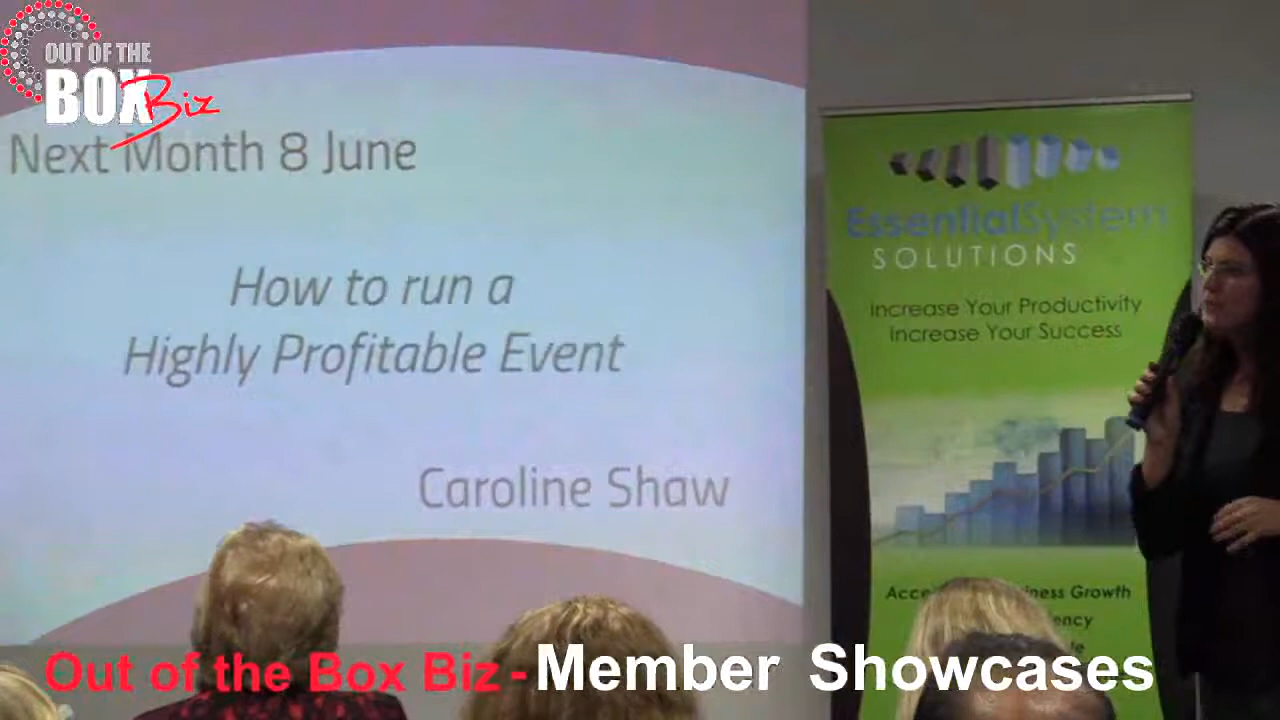 OUT OF THE
BOX Biz
Next Month 8 June
How to run a
Highly Profitable Event
Caroline Shaw
EssentialSystem
SOLUTIONS
Increase Your Productivity
Increase Your Success
Growth
Out of the Box Biz - Member Showcases